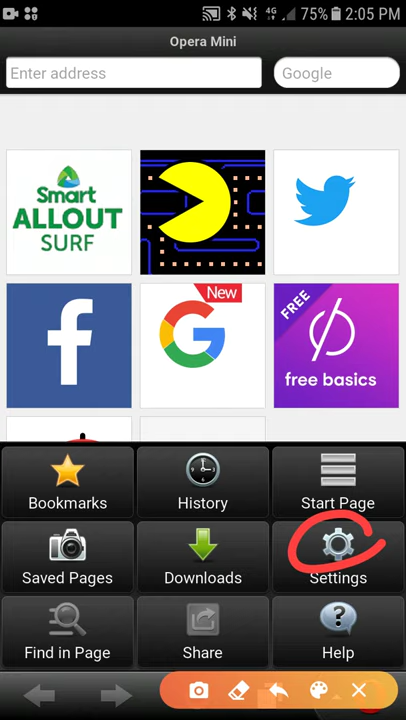 4G 75% 2:05 PM
Opera Mini
Enter address Google
Smart
ALLOUT
SURF
New
FREE
free basics
Bookmarks History Start Page
Saved Pages Downloads Settings
Find in Page Share Help